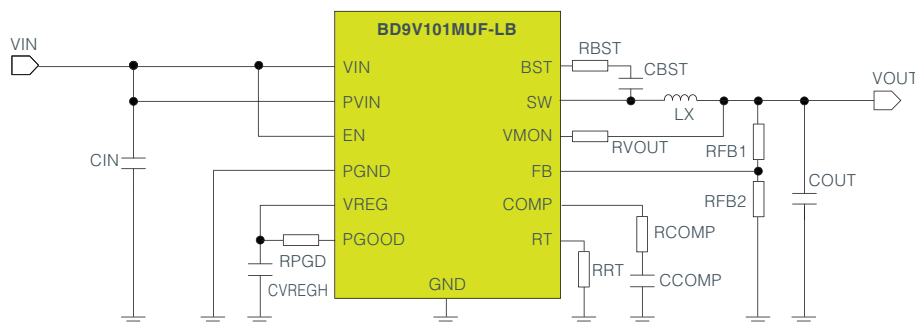 BD9V101MUF-LB
VIN
RBST
VIN
BST
CBST
VOUT
PVIN
SW
LX
EN
VMON
RVOUT
RFB1
CIN
PGND
FB
COUT
RFB2
VREG
COMP
RCOMP
PGOOD
RT
RPGD
RRT
CCOMP
CVREGH
GND